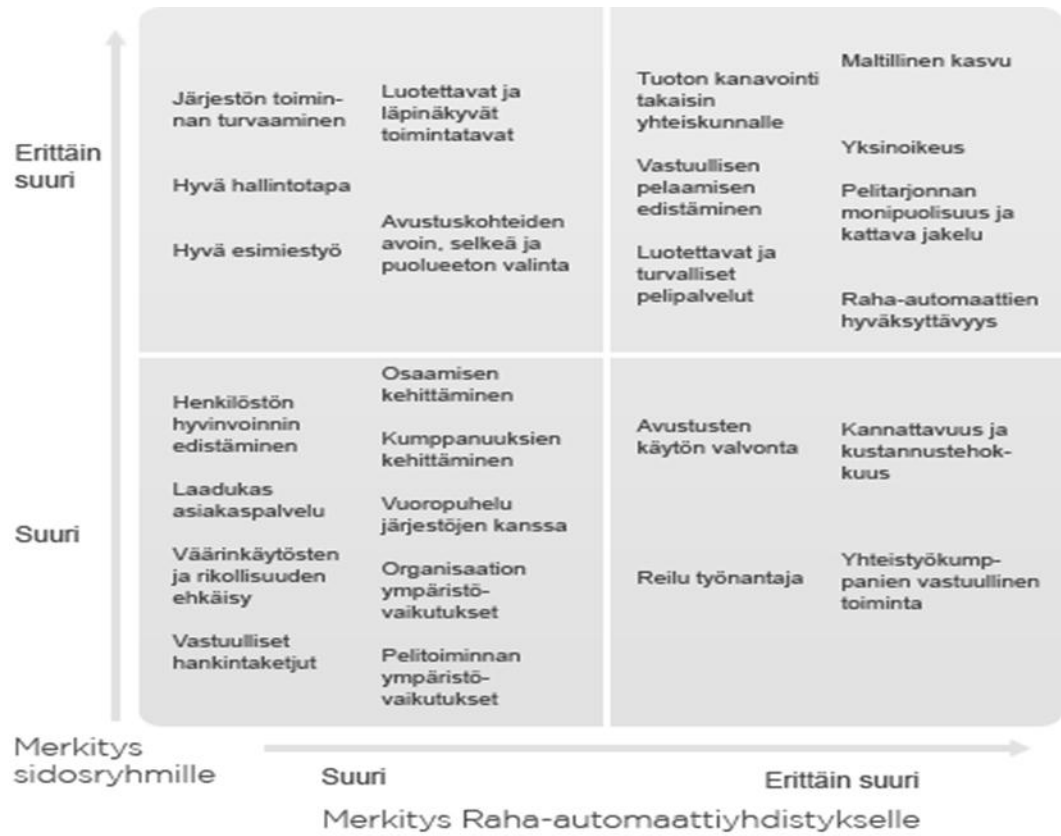 Erittäin
suuri
Järjestön toimin-
nan turvaaminen
Hyvä hallintotapa
Hyvä esimiestyö
Luotettavat ja
läpinäkyvät
toimintatavat
Avustuskohteiden
avoin, selkeä ja
puolueeton valinta
Tuoton kanavointi
takaisin
yhteiskunnalle
Vastuullisen
pelaamisen
edistäminen
Luotettavat ja
turvalliset
pelipalvelut
Maltillinen kasvu
Yksinoikeus
Pelitarjonnan
monipuolisuus ja
kattava jakelu
Raha-automaattien
hyväksyttävyys
Suuri
Henkilöstön
hyvinvoinnin
edistäminen
Laadukas
asiakaspalvelu
Väärinkäytösten
ja rikollisuuden
ehkäisy
Vastuulliset
hankintaketjut
Osaamisen
kehittäminen
Kumppanuuksien
kehittäminen
Vuoropuhelu
järjestöjen kanssa
Organisaation
ympäristö-
vaikutukset
Pelitoiminnan
ympäristö-
vaikutukset
Avustusten
käytön valvonta
Reilu työnantaja
Kannattavuus ja
kustannustehok-
kuus
Yhteistyökump-
panien vastuullinen
toiminta
Merkitys
sidosryhmille
Suuri
Erittäin suuri
Merkitys Raha-automaattiyhdistykselle